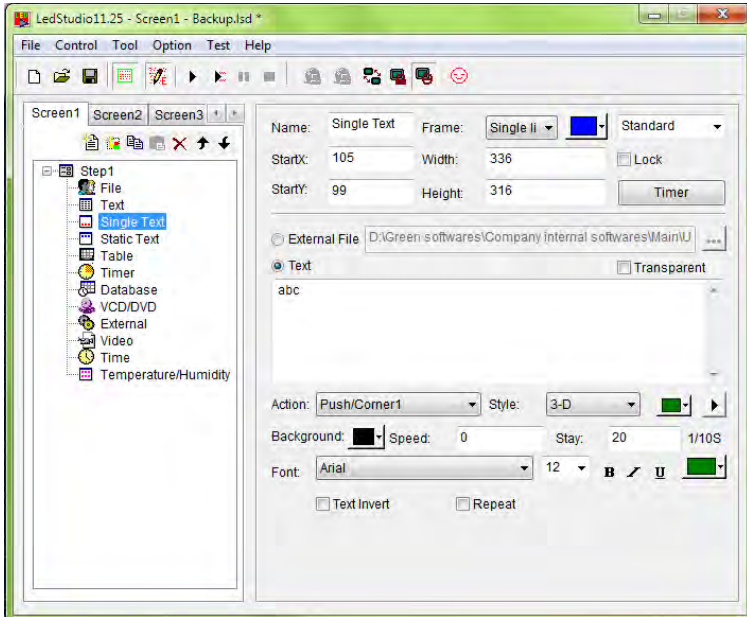 LedStudio11.25 - Screen1 - Backup.lsd *
File Control Tool Option Test Help
Screen1 Screen2 Screen3
Step1
File
Text
Single Text
Static Text
Table
Timer
Database
VCD/DVD
External
Video
Time
Temperature/Humidity
Name: Single Text Frame: Single li Standard
StartX: 105 Width: 336 Lock
StartY: 99 Height: 316 Timer
External File D:\Green softwares\Company internal softwares\Main\U ...
Text Transparent
abc
Action: Push/Corner1 Style: 3-D
Background: Speed: 0 Stay: 20 1/10S
Font: Arial 12 B I U
Text Invert Repeat